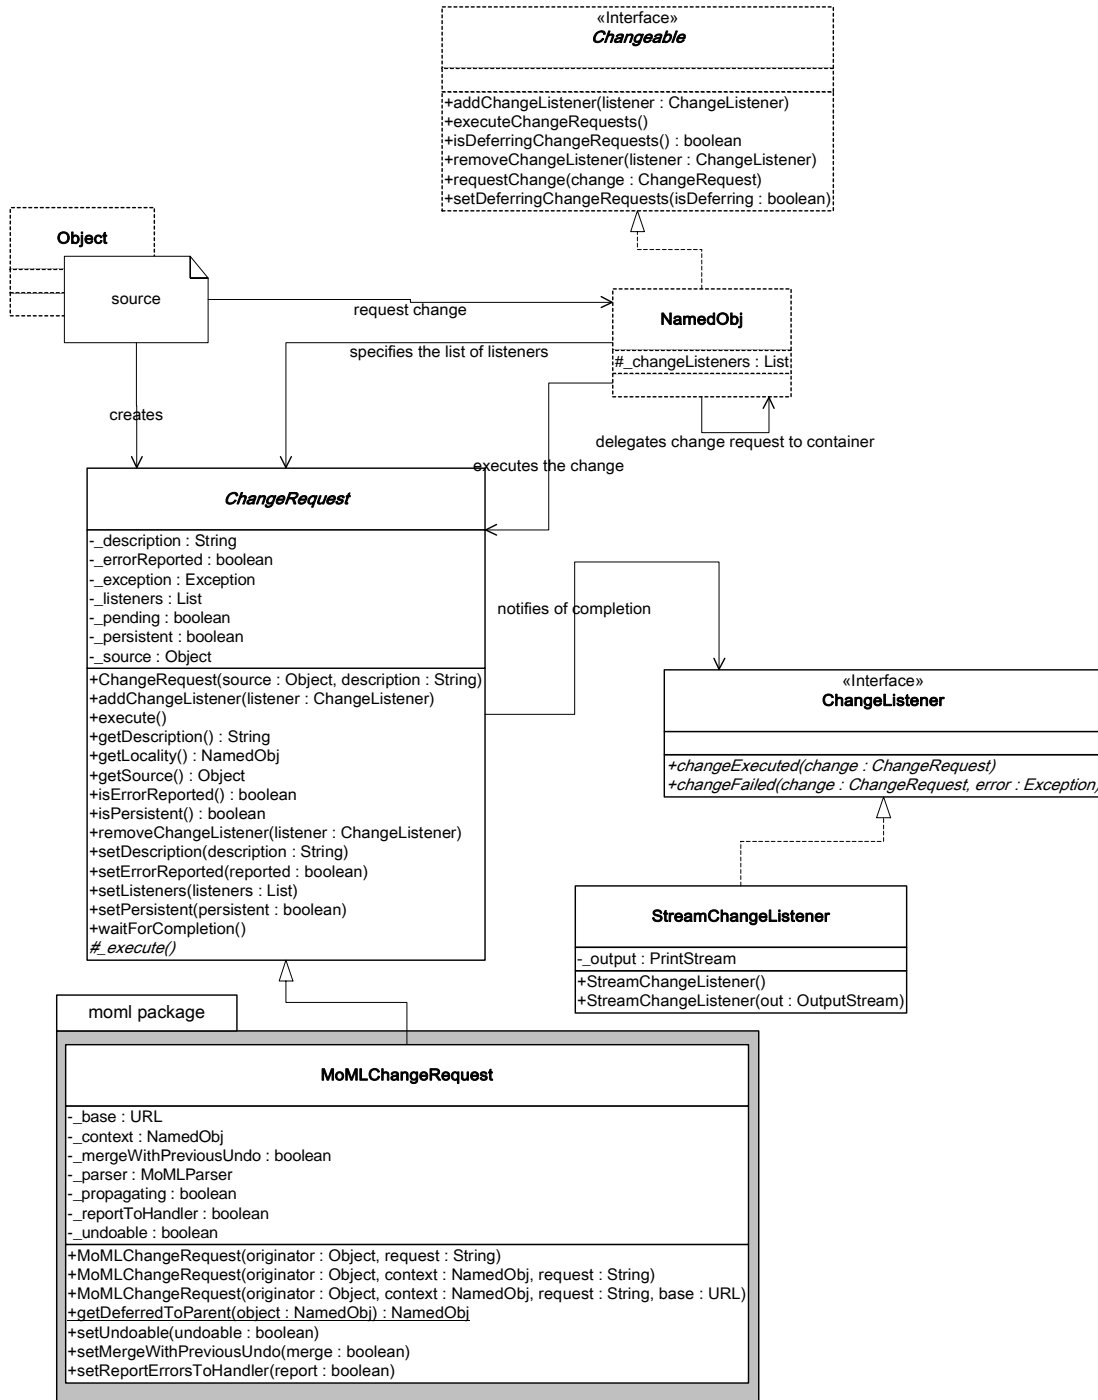 «Interface»
Changeable
+addChangeListener(listener : ChangeListener)
+executeChangeRequests()
+isDeferringChangeRequests() : boolean
+removeChangeListener(listener : ChangeListener)
+requestChange(change : ChangeRequest)
+setDeferringChangeRequests(isDeferring : boolean)
Object
source
request change
NamedObj
#_changeListeners : List
specifies the list of listeners
creates
delegates change request to container
executes the change
ChangeRequest
-_description : String
-_errorReported : boolean
-_exception : Exception
-_listeners : List
-_pending : boolean
-_persistent : boolean
-_source : Object
+ChangeRequest(source : Object, description : String)
+addChangeListener(listener : ChangeListener)
+execute()
+getDescription() : String
+getLocality() : NamedObj
+getSource() : Object
+isErrorReported() : boolean
+isPersistent() : boolean
+removeChangeListener(listener : ChangeListener)
+setDescription(description : String)
+setErrorReported(reported : boolean)
+setListeners(listeners : List)
+setPersistent(persistent : boolean)
+waitForCompletion()
#_execute()
notifies of completion
«Interface»
ChangeListener
+changeExecuted(change : ChangeRequest)
+changeFailed(change : ChangeRequest, error : Exception)
StreamChangeListener
-_output : PrintStream
+StreamChangeListener()
+StreamChangeListener(out : OutputStream)
moml package
MoMLChangeRequest
-_base : URL
-_context : NamedObj
-_mergeWithPreviousUndo : boolean
-_parser : MoMLParser
-_propagating : boolean
-_reportToHandler : boolean
-_undoable : boolean
+MoMLChangeRequest(originator : Object, request : String)
+MoMLChangeRequest(originator : Object, context : NamedObj, request : String)
+MoMLChangeRequest(originator : Object, context : NamedObj, request : String, base : URL)
+getDeferredToParent(object : NamedObj) : NamedObj
+setUndoable(undoable : boolean)
+setMergeWithPreviousUndo(merge : boolean)
+setReportErrorsToHandler(report : boolean)